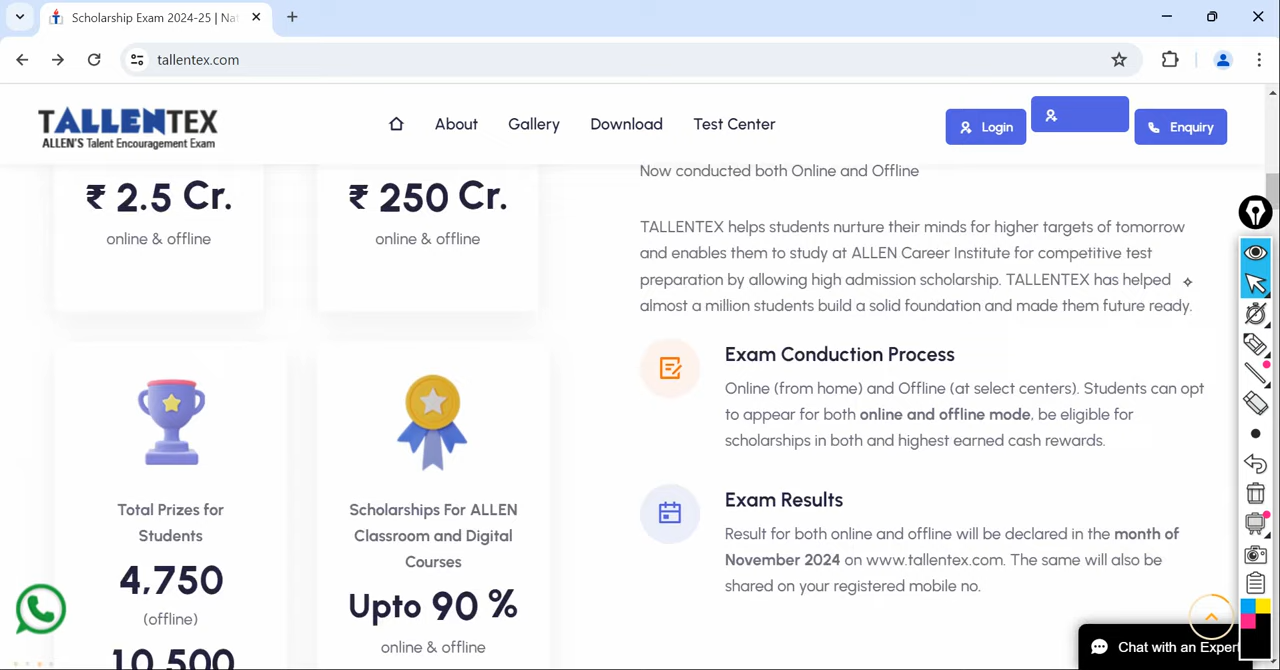 Scholarship Exam 2024-25 | Nat
tallentex.com
TALLENTEX
ALLEN'S Talent Encouragement Exam
About
Gallery
Download
Test Center
Login
Enquiry
₹ 2.5 Cr.
online & offline
₹ 250 Cr.
online & offline
Total Prizes for
Students
4,750
(offline)
10,500
Scholarships For ALLEN
Classroom and Digital
Courses
Upto 90 %
online & offline
Now conducted both Online and Offline
TALLENTEX helps students nurture their minds for higher targets of tomorrow
and enables them to study at ALLEN Career Institute for competitive test
preparation by allowing high admission scholarship. TALLENTEX has helped
almost a million students build a solid foundation and made them future ready.
Exam Conduction Process
Online (from home) and Offline (at select centers). Students can opt
to appear for both online and offline mode, be eligible for
scholarships in both and highest earned cash rewards.
Exam Results
Result for both online and offline will be declared in the month of
November 2024 on www.tallentex.com. The same will also be
shared on your registered mobile no.
Chat with an Expert